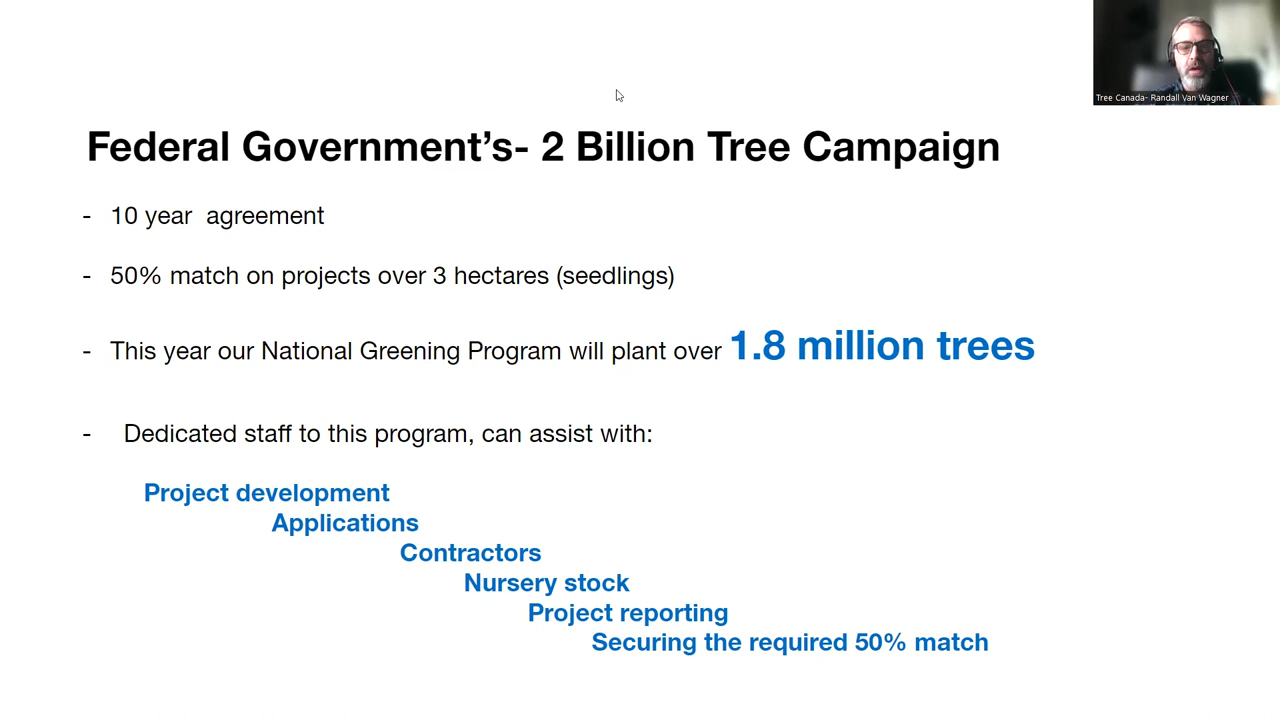 Tree Canada- Randall Van Wagner
Federal Government’s- 2 Billion Tree Campaign
- 10 year  agreement
- 50% match on projects over 3 hectares (seedlings)
- This year our National Greening Program will plant over 1.8 million trees
- Dedicated staff to this program, can assist with:
Project development
Applications
Contractors
Nursery stock
Project reporting
Securing the required 50% match